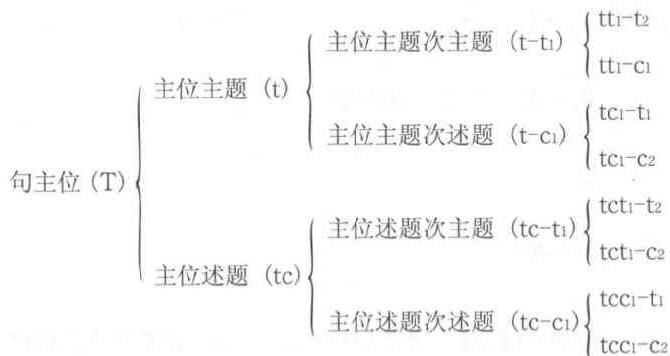 tt₁-t₂
主位主题次主题 (t-t₁)
tt₁-c₁
主位主题 (t)
tc₁-t₁
主位主题次述题 (t-c₁)
tc₁-c₂
句主位 (T)
tct₁-t₂
主位述题次主题 (tc-t₁)
tct₁-c₂
主位述题 (tc)
tcc₁-t₁
主位述题次述题 (tc-c₁)
tcc₁-c₂